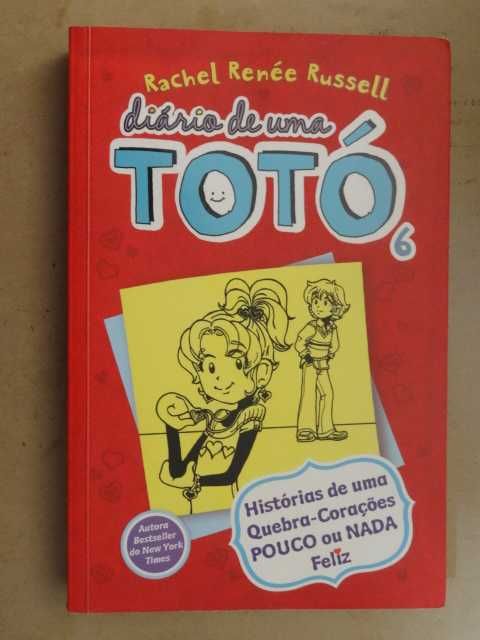 Rachel Renée Russell
diário de uma
TOTÓ
6
Histórias de uma
Quebra-Corações
POUCO ou NADA
Feliz
Autora
Bestseller
do New York
Times